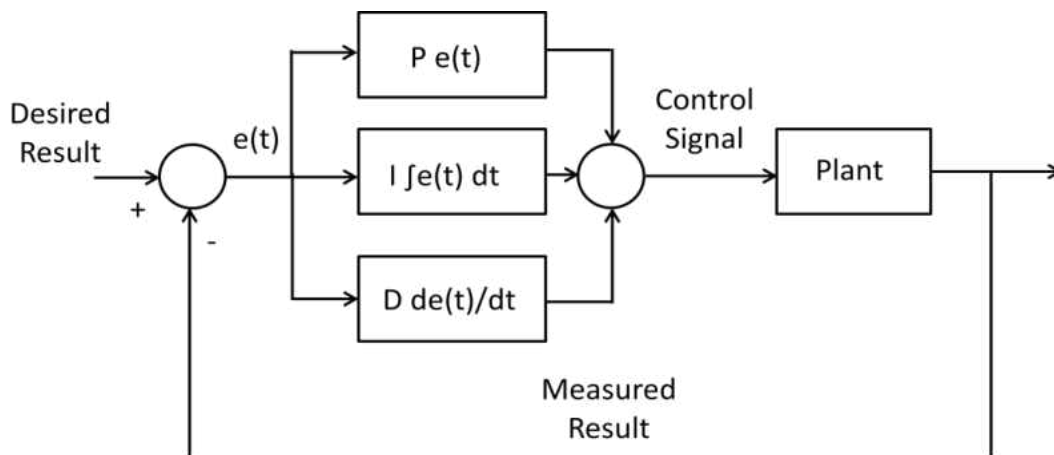 P e(t)
Desired
Result
e(t)
Control
Signal
I ∫e(t) dt
Plant
+
-
D de(t)/dt
Measured
Result